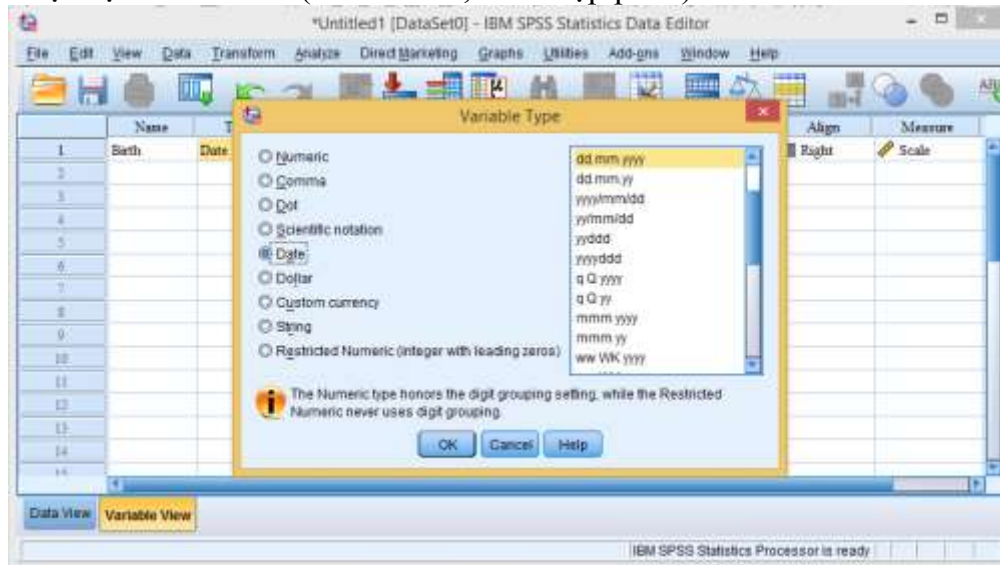 *Untitled1 [DataSet0] - IBM SPSS Statistics Data Editor
File Edit View Data Transform Analyze Direct Marketing Graphs Utilities Add-ons Window Help
Variable Type
Name T Align Measure
1 Birth Date Right Scale
2
3
4
5
6
7
8
9
10
11
12
13
14
Numeric
Comma
Dot
Scientific notation
Date
Dollar
Custom currency
String
Restricted Numeric (integer with leading zeros)
dd.mm.yyyy
dd.mm.yy
yyyy/mm/dd
yy/mm/dd
yyddd
yyyyddd
q Q yyyy
q Q yy
mmm yyyy
mmm yy
ww WK yyyy
The Numeric type honors the digit grouping setting, while the Restricted
Numeric never uses digit grouping.
OK Cancel Help
Data View Variable View
IBM SPSS Statistics Processor is ready